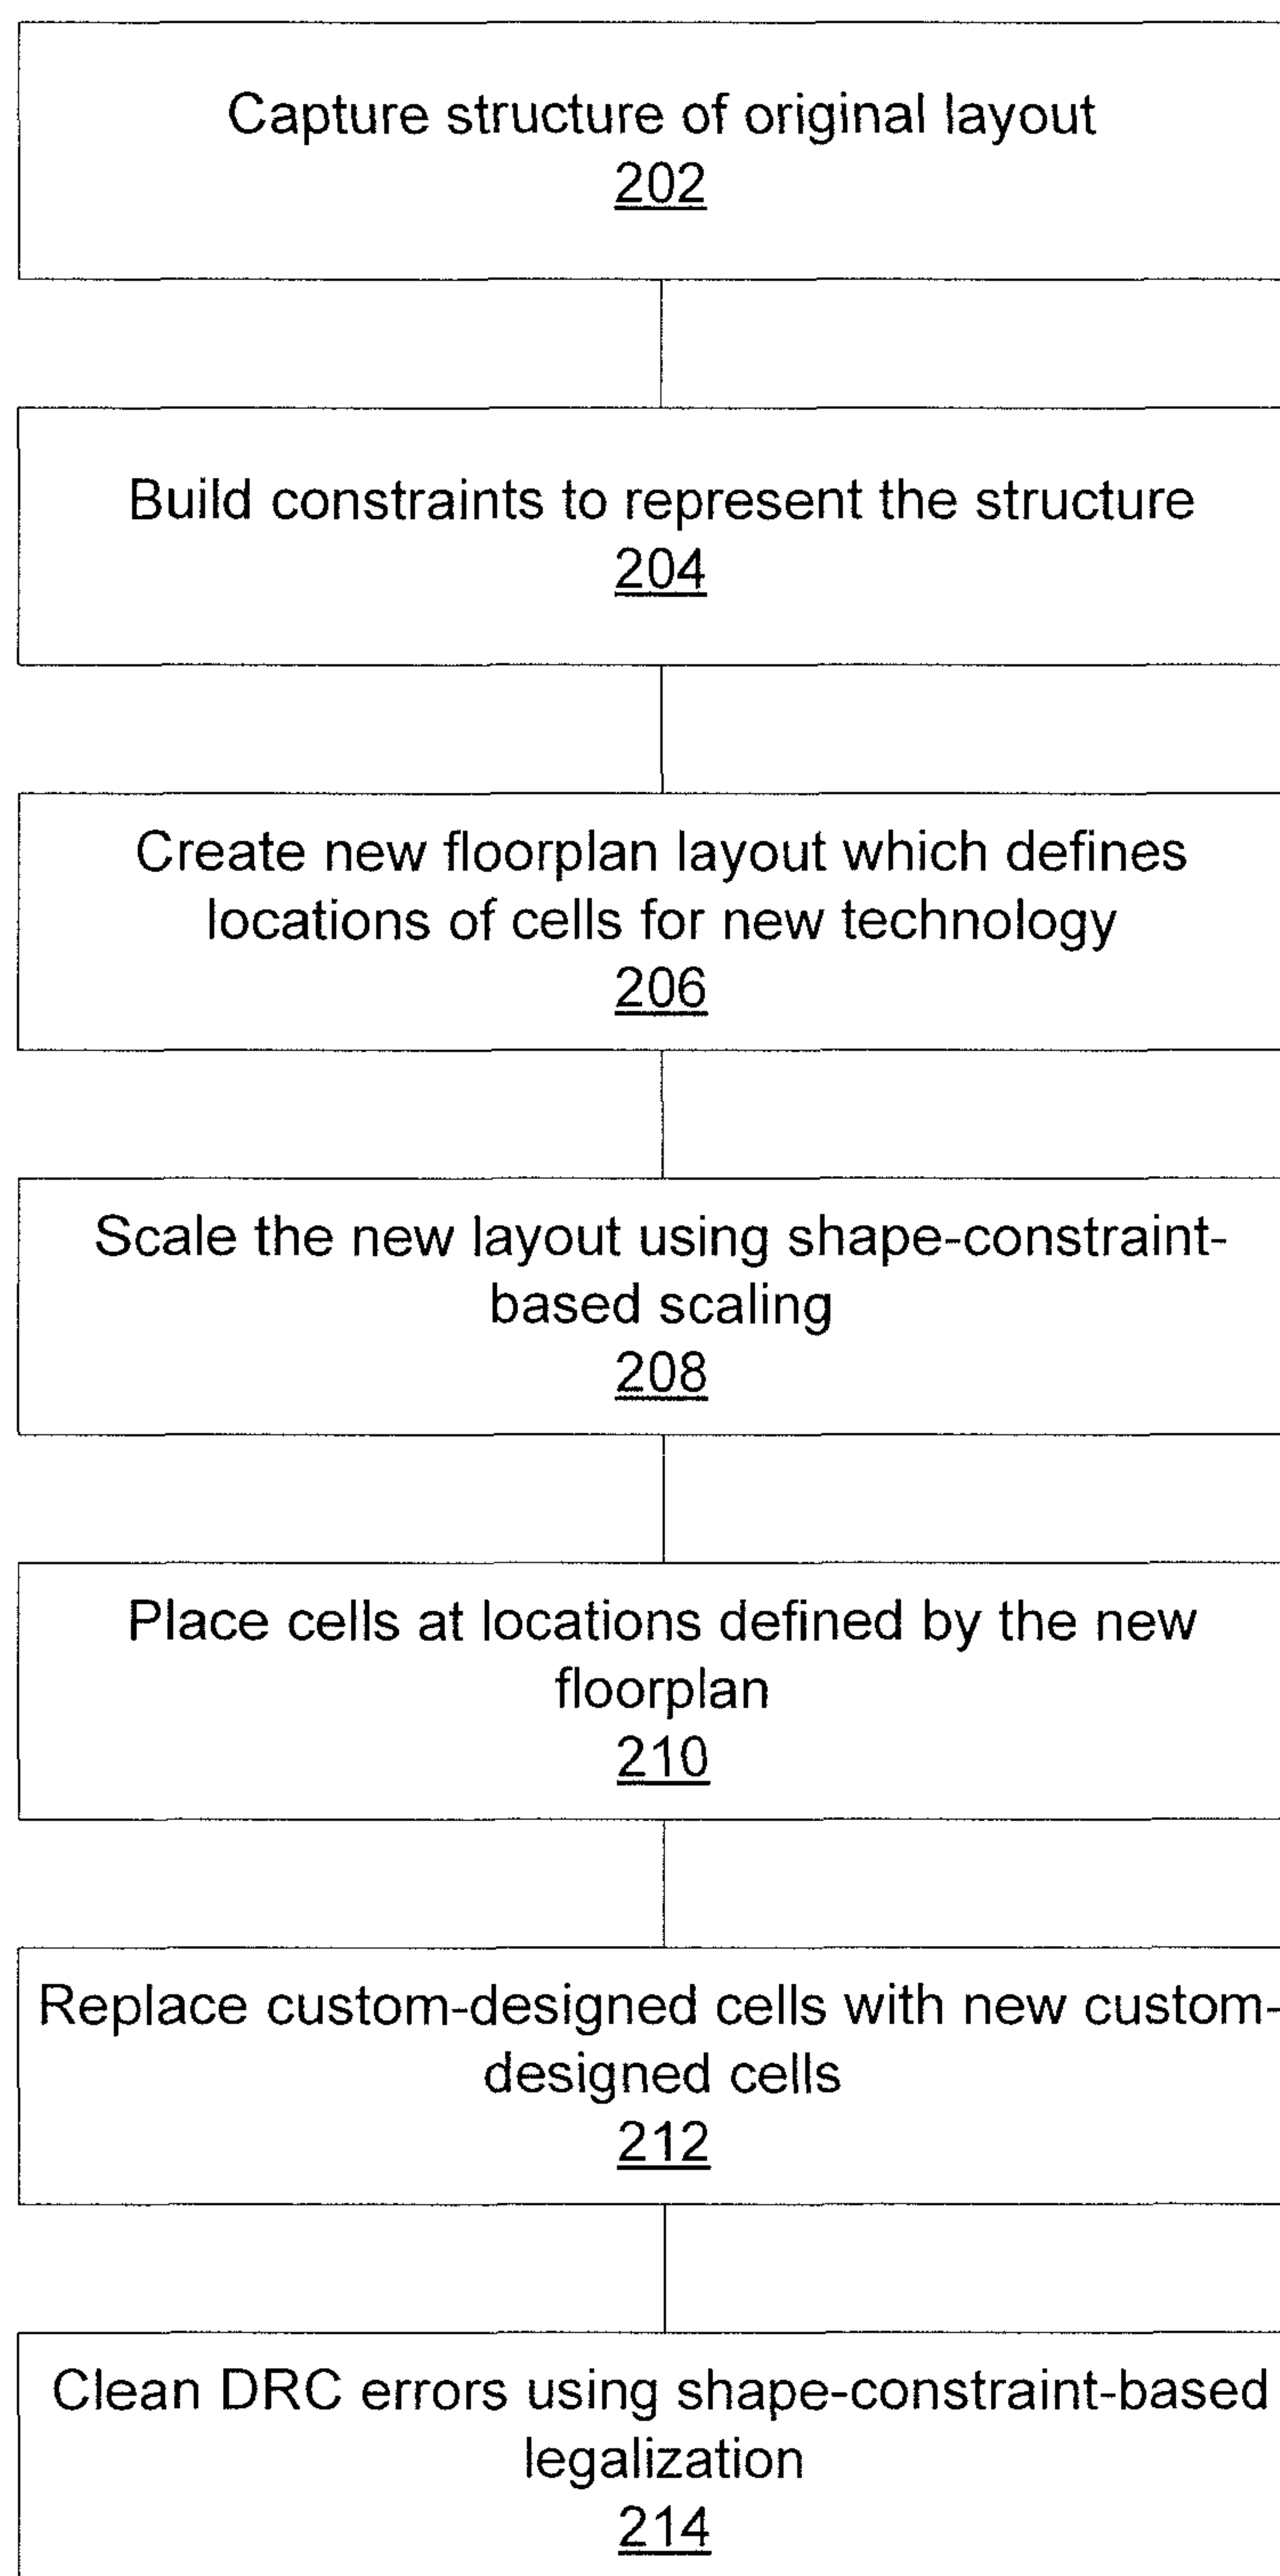 Capture structure of original layout
202
Build constraints to represent the structure
204
Create new floorplan layout which defines
locations of cells for new technology
206
Scale the new layout using shape-constraint-
based scaling
208
Place cells at locations defined by the new
floorplan
210
Replace custom-designed cells with new custom-
designed cells
212
Clean DRC errors using shape-constraint-based
legalization
214